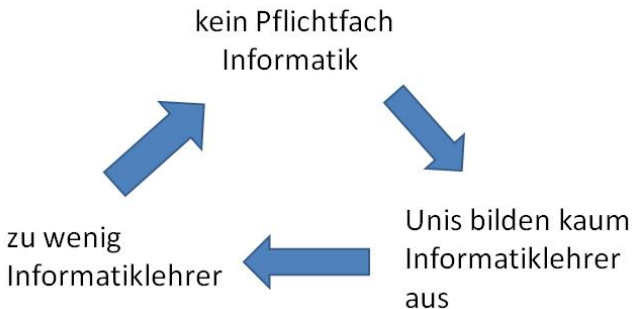 kein Pflichtfach
Informatik
Unis bilden kaum
Informatiklehrer
aus
zu wenig
Informatiklehrer